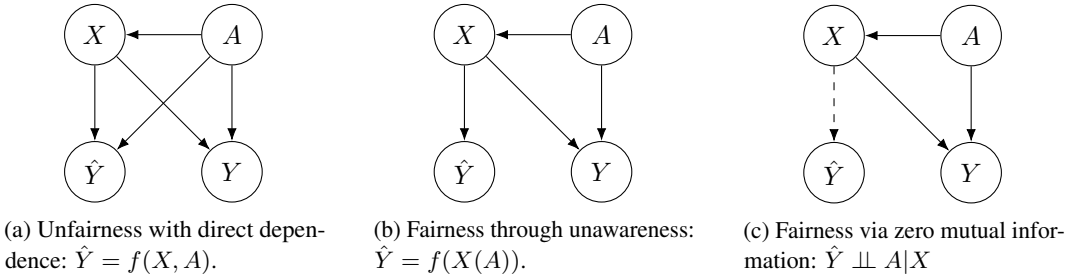 X A X A X A
Ŷ Y Ŷ Y Ŷ Y
(a) Unfairness with direct depen-
dence: Ŷ = f(X, A).
(b) Fairness through unawareness:
Ŷ = f(X(A)).
(c) Fairness via zero mutual infor-
mation: Ŷ ⊥⊥ A|X